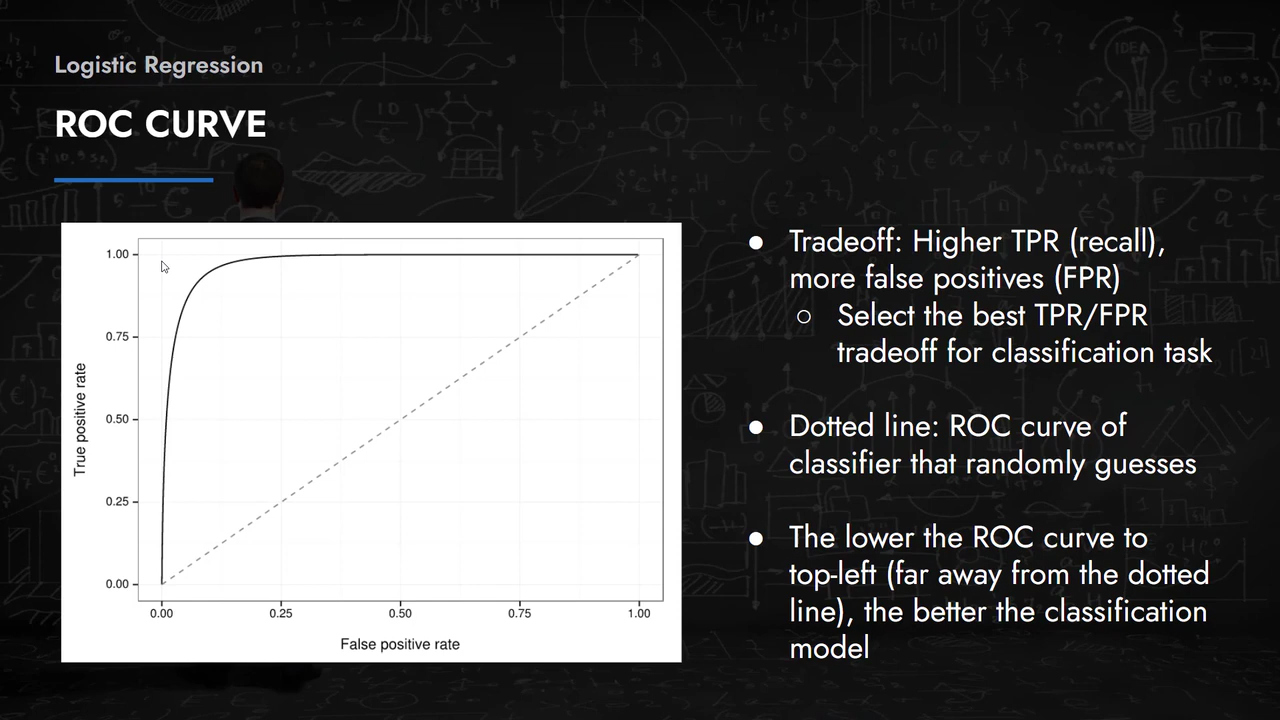 Logistic Regression
ROC CURVE
1.00
0.75
0.50
0.25
0.00
True positive rate
0.00 0.25 0.50 0.75 1.00
False positive rate
● Tradeoff: Higher TPR (recall),
more false positives (FPR)
○ Select the best TPR/FPR
tradeoff for classification task
● Dotted line: ROC curve of
classifier that randomly guesses
● The lower the ROC curve to
top-left (far away from the dotted
line), the better the classification
model
IDEA